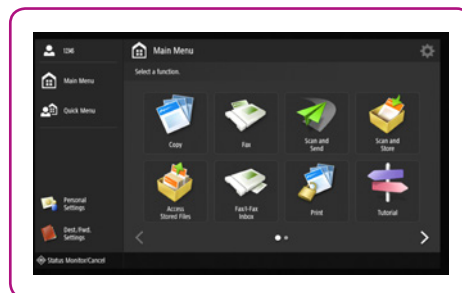 1246
Main Menu
Select a function.
Main Menu
Quick Menu
Copy
Fax
Scan and
Send
Scan and
Store
Access
Stored Files
Fax/I-Fax
Inbox
Print
Tutorial
Personal
Settings
Dest./Fwd.
Settings
Status Monitor/Cancel